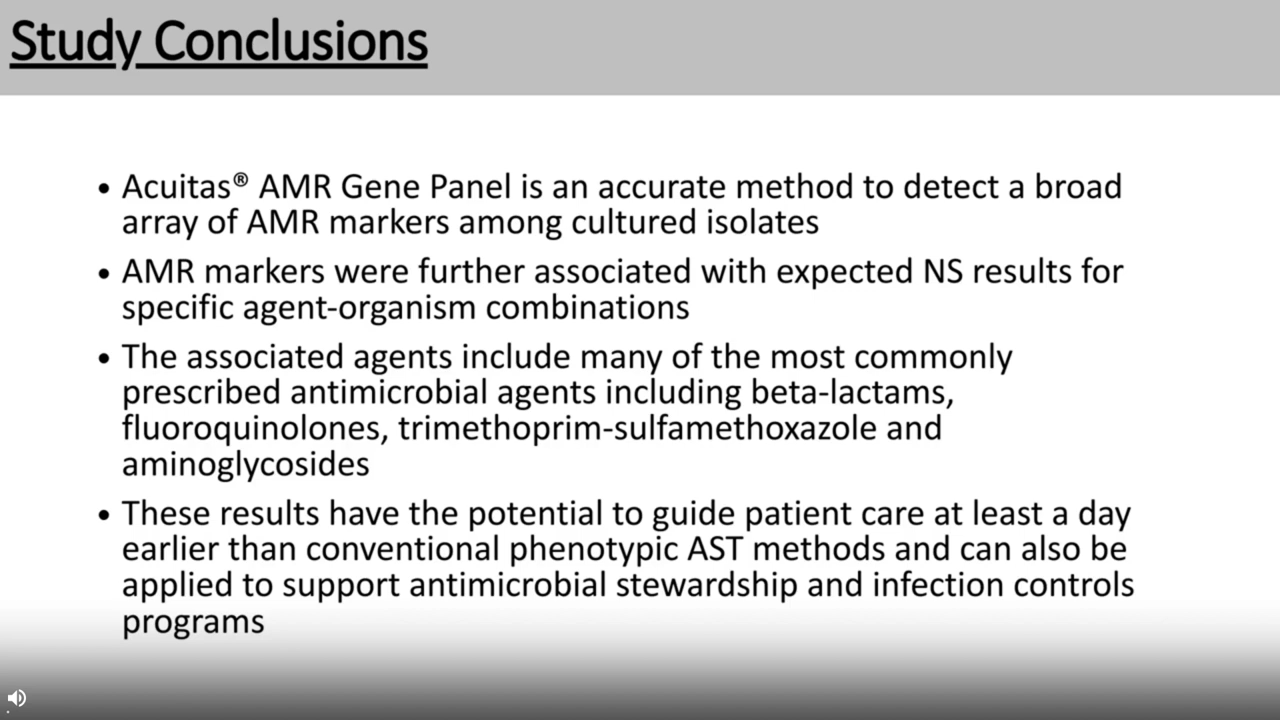 Study Conclusions
• Acuitas® AMR Gene Panel is an accurate method to detect a broad
array of AMR markers among cultured isolates
• AMR markers were further associated with expected NS results for
specific agent-organism combinations
• The associated agents include many of the most commonly
prescribed antimicrobial agents including beta-lactams,
fluoroquinolones, trimethoprim-sulfamethoxazole and
aminoglycosides
• These results have the potential to guide patient care at least a day
earlier than conventional phenotypic AST methods and can also be
applied to support antimicrobial stewardship and infection controls
programs